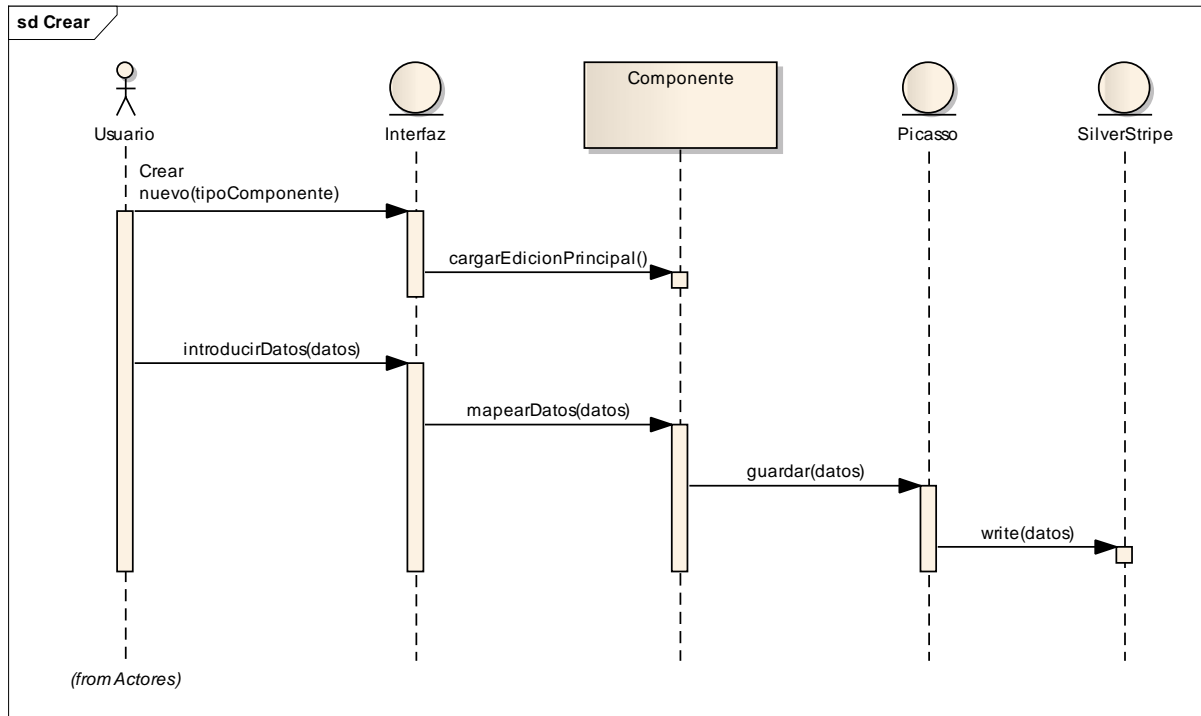 sd Crear
Usuario
Interfaz
Componente
Picasso
SilverStripe
Crear
nuevo(tipoComponente)
cargarEdicionPrincipal()
introducirDatos(datos)
mapearDatos(datos)
guardar(datos)
write(datos)
(from Actores)